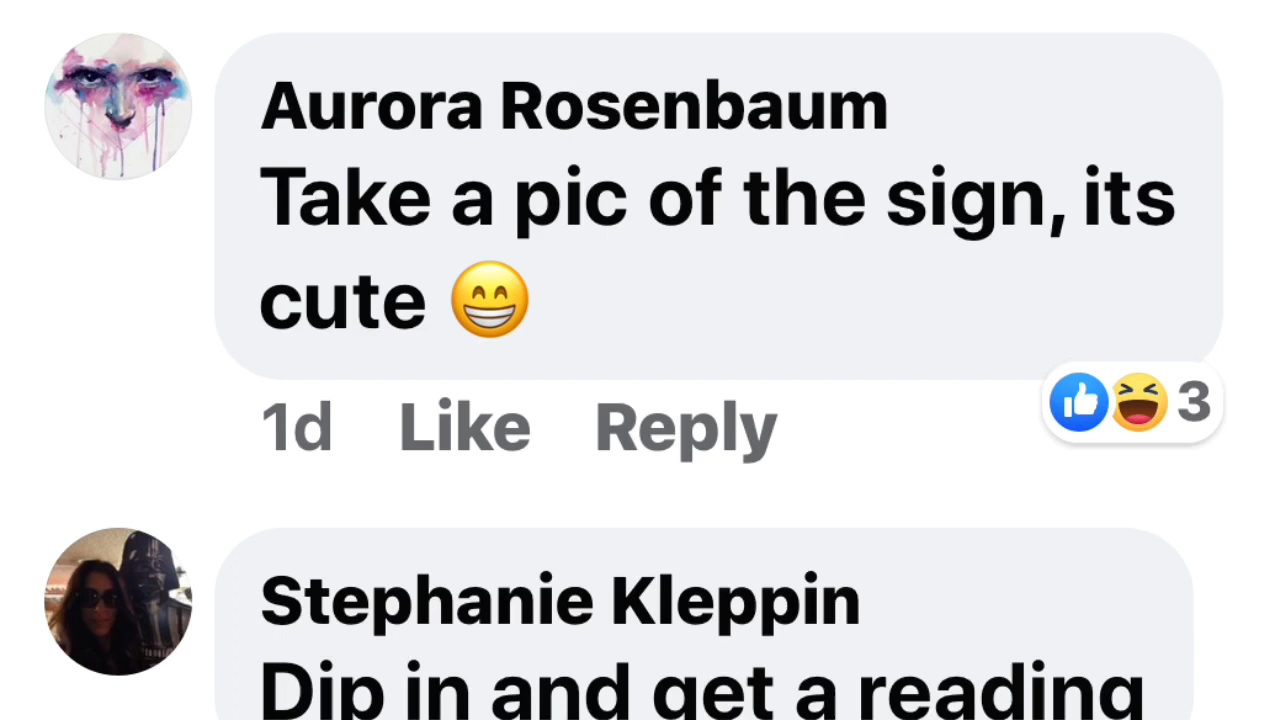 Aurora Rosenbaum
Take a pic of the sign, its
cute 😁
1d Like Reply 3
Stephanie Kleppin
Dip in and get a reading